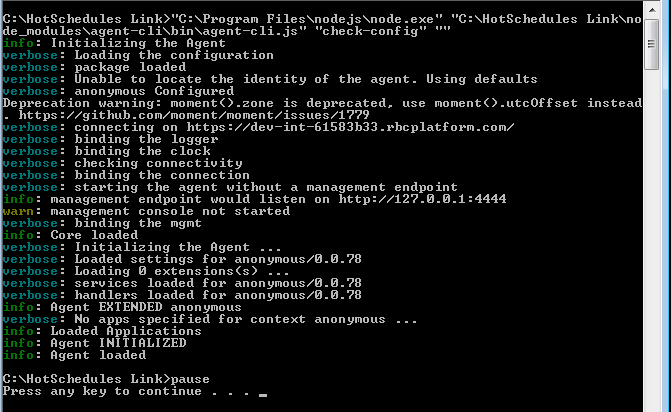 C:\HotSchedules Link>"C:\Program Files\nodejs\node.exe" "C:\HotSchedules Link\no
de_modules\agent-cli\bin\agent-cli.js" "check-config" ""
info: Initializing the Agent
verbose: Loading the configuration
verbose: package loaded
verbose: Unable to locate the identity of the agent. Using defaults
verbose: anonymous Configured
Deprecation warning: moment().zone is deprecated, use moment().utcOffset instead
. https://github.com/moment/moment/issues/1779
verbose: connecting on https://dev-int-61583b33.rbcplatform.com/
verbose: binding the logger
verbose: binding the clock
verbose: checking connectivity
verbose: binding the connection
verbose: starting the agent without a management endpoint
info: management endpoint would listen on http://127.0.0.1:4444
warn: management console not started
verbose: binding the mgmt
info: Core loaded
verbose: Initializing the Agent ...
verbose: Loaded settings for anonymous/0.0.78
verbose: Loading 0 extensions(s) ...
verbose: services loaded for anonymous/0.0.78
verbose: handlers loaded for anonymous/0.0.78
info: Agent EXTENDED anonymous
verbose: No apps specified for context anonymous ...
info: Loaded Applications
info: Agent INITIALIZED
info: Agent loaded
C:\HotSchedules Link>pause
Press any key to continue . . . _